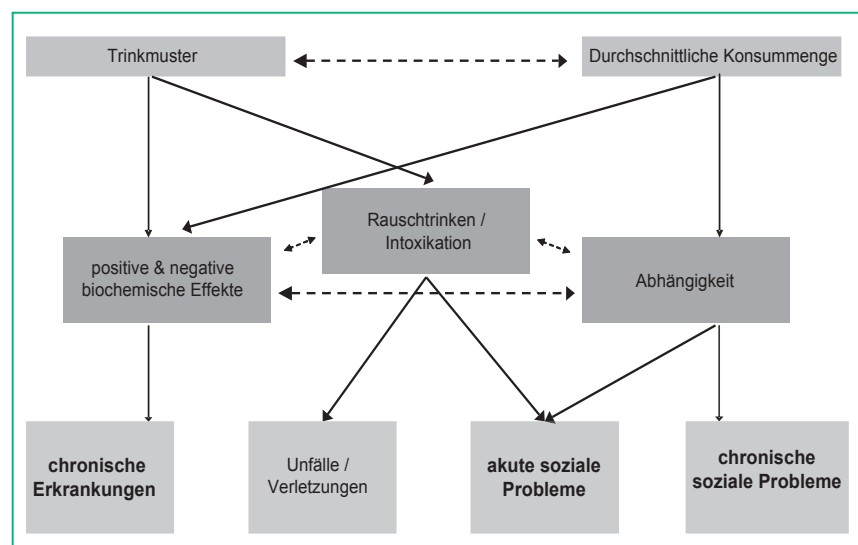 Trinkmuster
Durchschnittliche Konsummenge
Rauschtrinken /
Intoxikation
positive & negative
biochemische Effekte
Abhängigkeit
chronische
Erkrankungen
Unfälle /
Verletzungen
akute soziale
Probleme
chronische
soziale Probleme